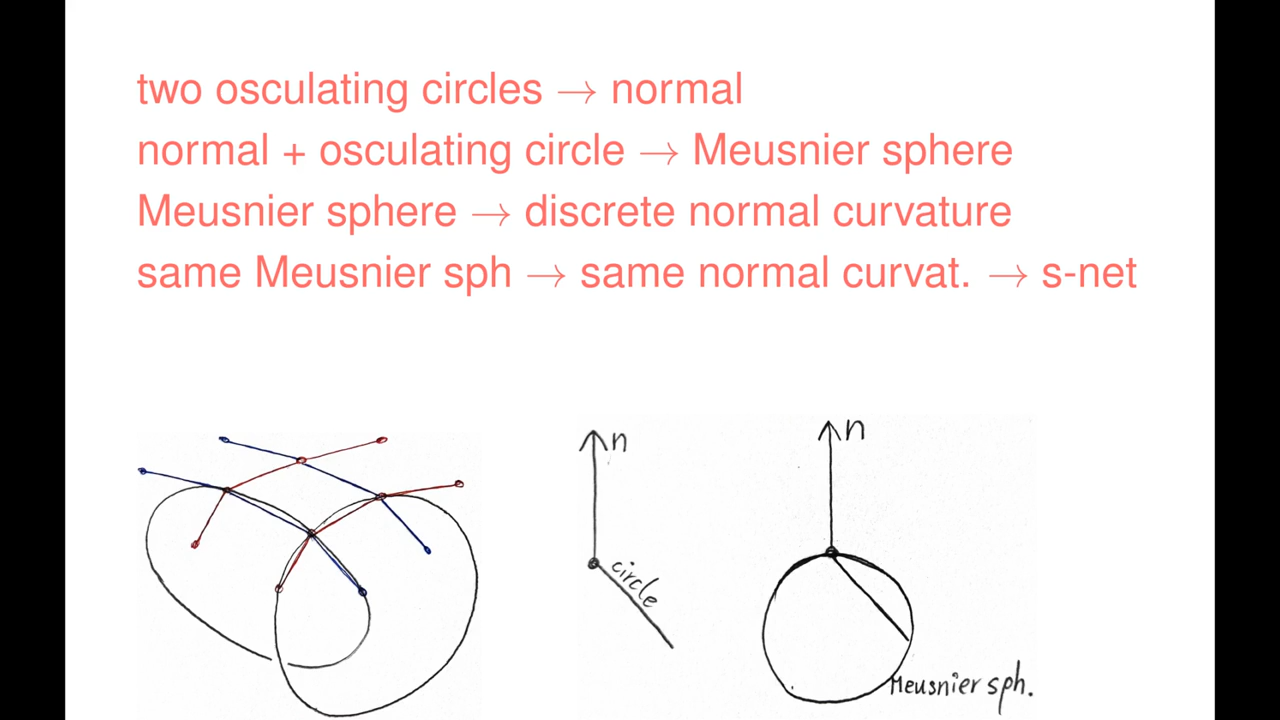 two osculating circles → normal
normal + osculating circle → Meusnier sphere
Meusnier sphere → discrete normal curvature
same Meusnier sph → same normal curvat. → s-net
n
n
circle
Meusnier sph.